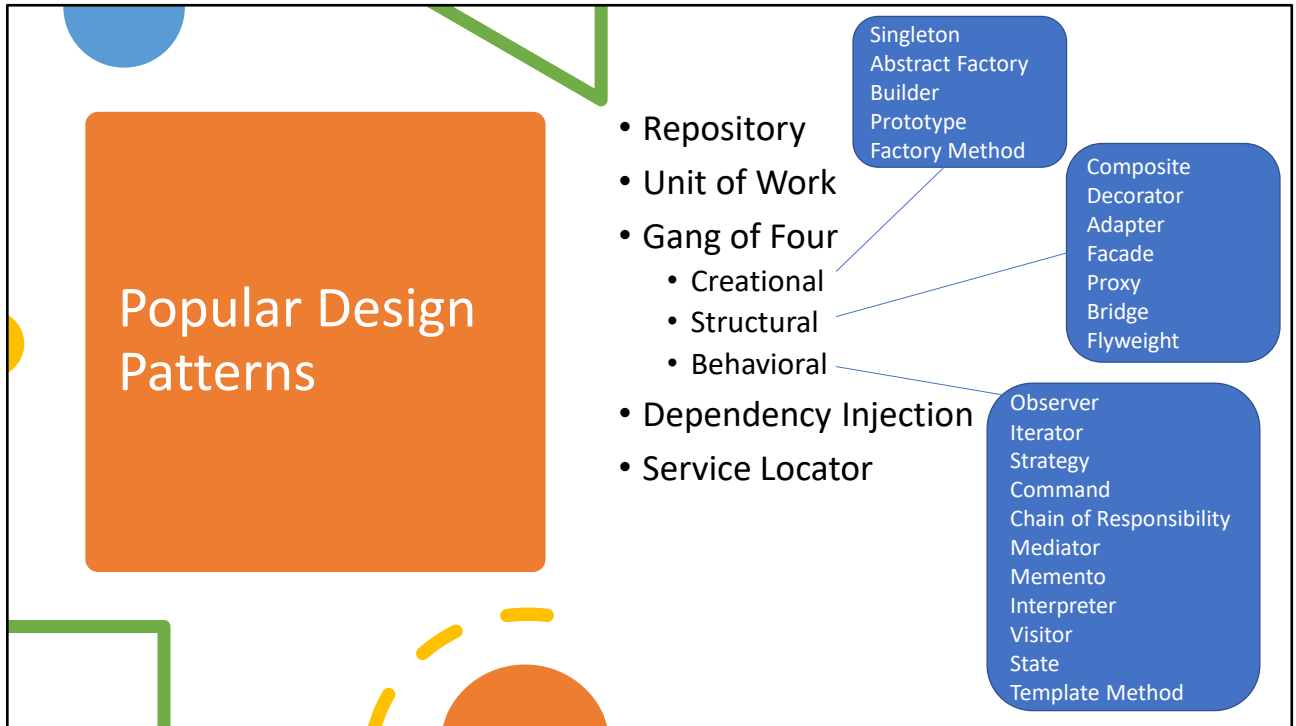 Popular Design
Patterns
• Repository
• Unit of Work
• Gang of Four
• Creational
• Structural
• Behavioral
• Dependency Injection
• Service Locator
Singleton
Abstract Factory
Builder
Prototype
Factory Method
Composite
Decorator
Adapter
Facade
Proxy
Bridge
Flyweight
Observer
Iterator
Strategy
Command
Chain of Responsibility
Mediator
Memento
Interpreter
Visitor
State
Template Method